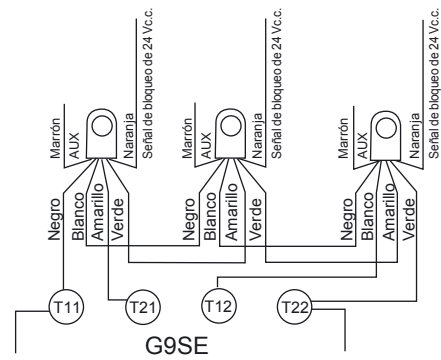 Marrón
AUX
Naranja
Señal de bloqueo de 24 Vc.c.
Marrón
AUX
Naranja
Señal de bloqueo de 24 Vc.c.
Marrón
AUX
Naranja
Señal de bloqueo de 24 Vc.c.
Negro
Blanco
Amarillo
Verde
Negro
Blanco
Amarillo
Verde
Negro
Blanco
Amarillo
Verde
T11
T21
T12
T22
G9SE